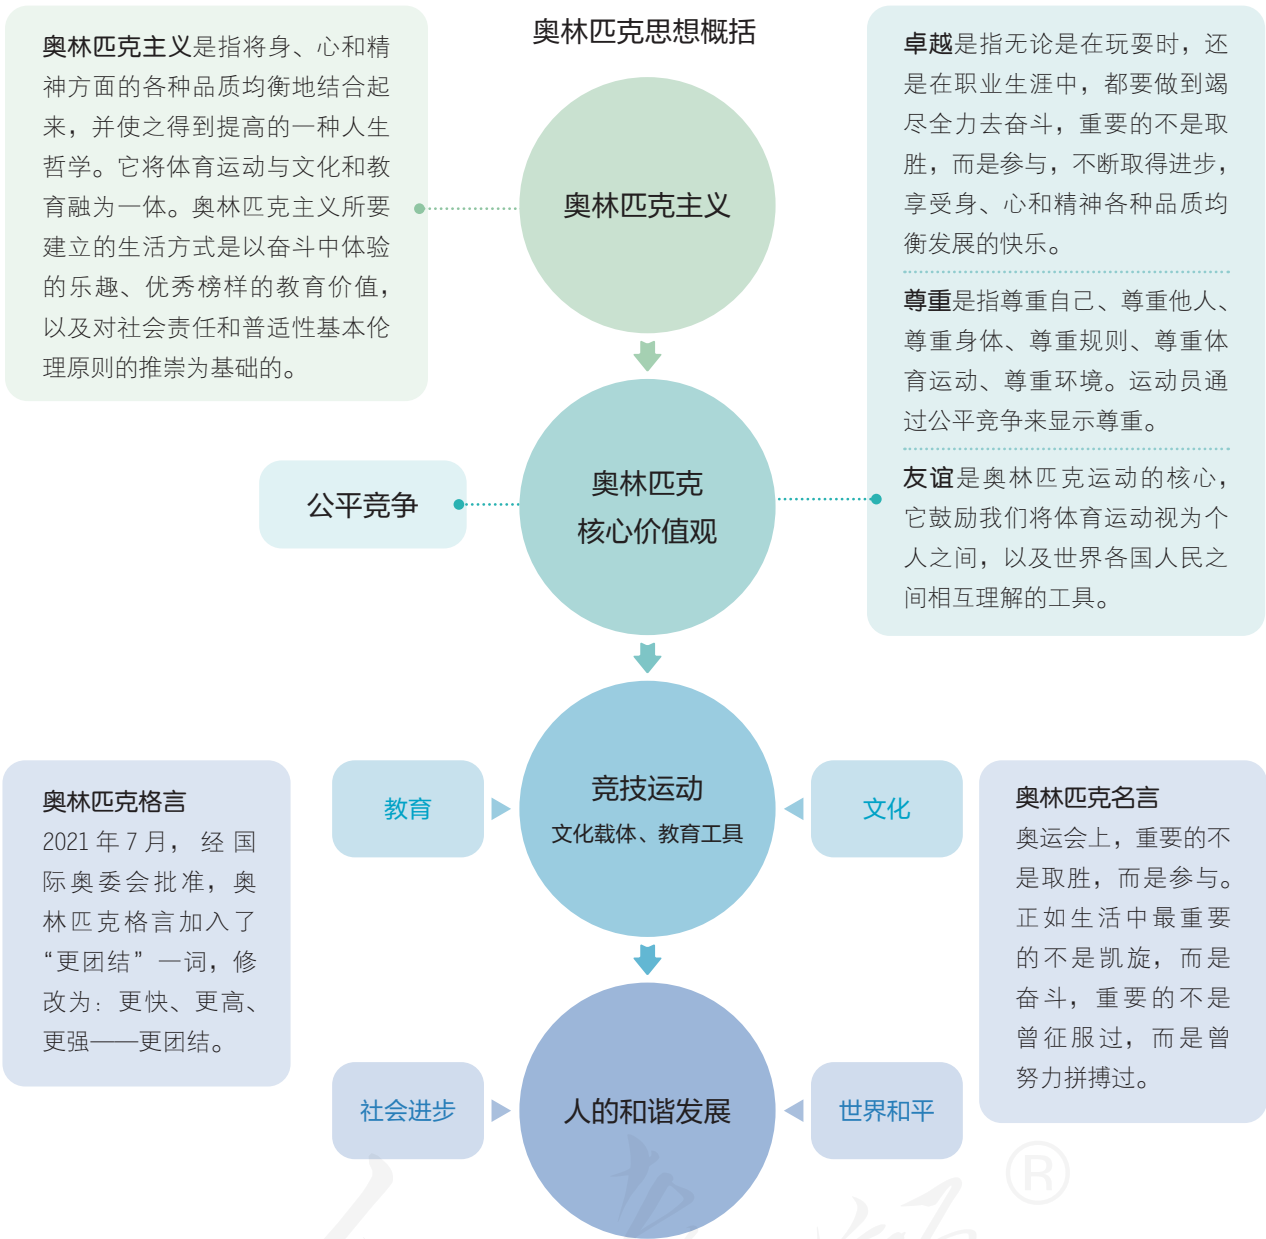 奥林匹克思想概括
奥林匹克主义是指将身、心和精
神方面的各种品质均衡地结合起
来，并使之得到提高的一种人生
哲学。它将体育运动与文化和教
育融为一体。奥林匹克主义所要
建立的生活方式是以奋斗中体验
的乐趣、优秀榜样的教育价值，
以及对社会责任和普适性基本伦
理原则的推崇为基础的。
奥林匹克主义
卓越是指无论是在玩耍时，还
是在职业生涯中，都要做到竭
尽全力去奋斗，重要的不是取
胜，而是参与，不断取得进步，
享受身、心和精神各种品质均
衡发展的快乐。
尊重是指尊重自己、尊重他人、
尊重身体、尊重规则、尊重体
育运动、尊重环境。运动员通
过公平竞争来显示尊重。
友谊是奥林匹克运动的核心，
它鼓励我们将体育运动视为个
人之间，以及世界各国人民之
间相互理解的工具。
公平竞争
奥林匹克
核心价值观
奥林匹克格言
2021年7月，经国
际奥委会批准，奥
林匹克格言加入了
“更团结”一词，修
改为：更快、更高、
更强——更团结。
教育
竞技运动
文化载体、教育工具
文化
奥林匹克名言
奥运会上，重要的不
是取胜，而是参与。
正如生活中最重要
的不是凯旋，而是
奋斗，重要的不是
曾征服过，而是曾
努力拼搏过。
社会进步
人的和谐发展
世界和平
®